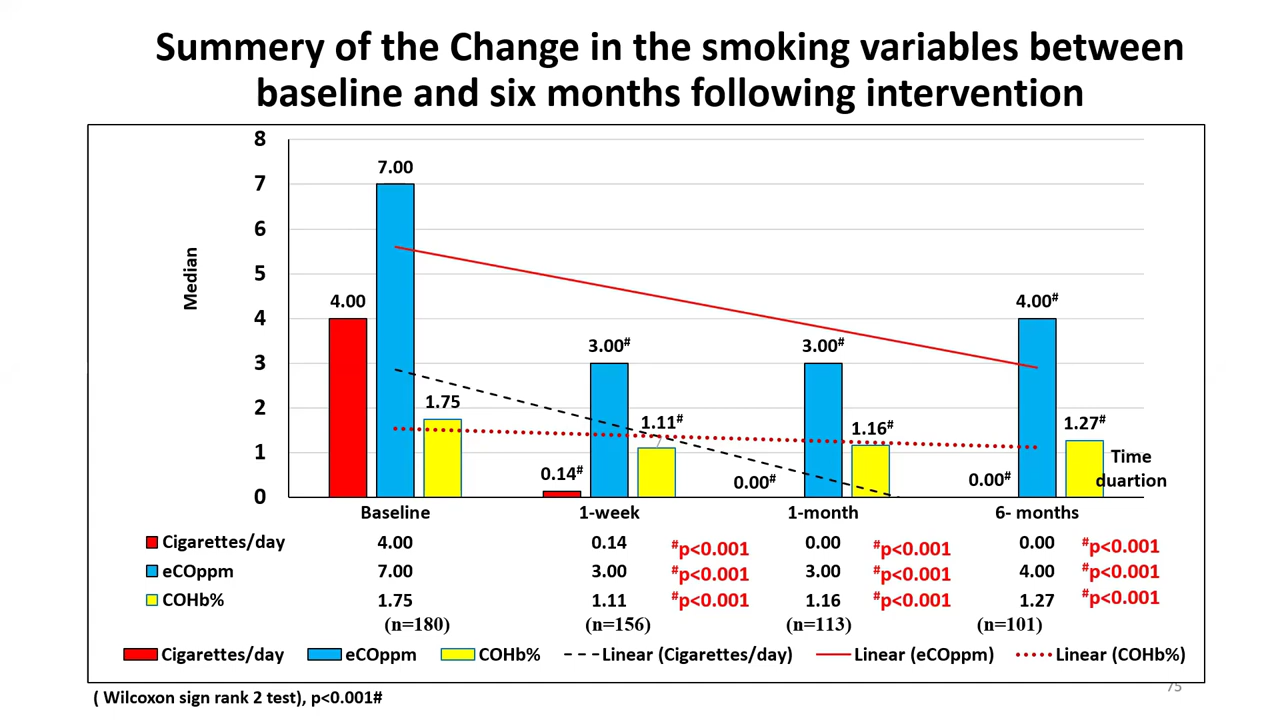 Summery of the Change in the smoking variables between
baseline and six months following intervention
8
7
6
5
4
3
2
1
0
Median
4.00
7.00
1.75
0.14#
3.00#
1.11#
0.00#
3.00#
1.16#
0.00#
4.00#
1.27#
Time
duartion
Baseline 1-week 1-month 6- months
Cigarettes/day 4.00 0.14 #p<0.001 0.00 #p<0.001 0.00 #p<0.001
eCOppm 7.00 3.00 #p<0.001 3.00 #p<0.001 4.00 #p<0.001
COHb% 1.75 1.11 #p<0.001 1.16 #p<0.001 1.27 #p<0.001
(n=180) (n=156) (n=113) (n=101)
Cigarettes/day eCOppm COHb% Linear (Cigarettes/day) Linear (eCOppm) Linear (COHb%)
75
( Wilcoxon sign rank 2 test), p<0.001#